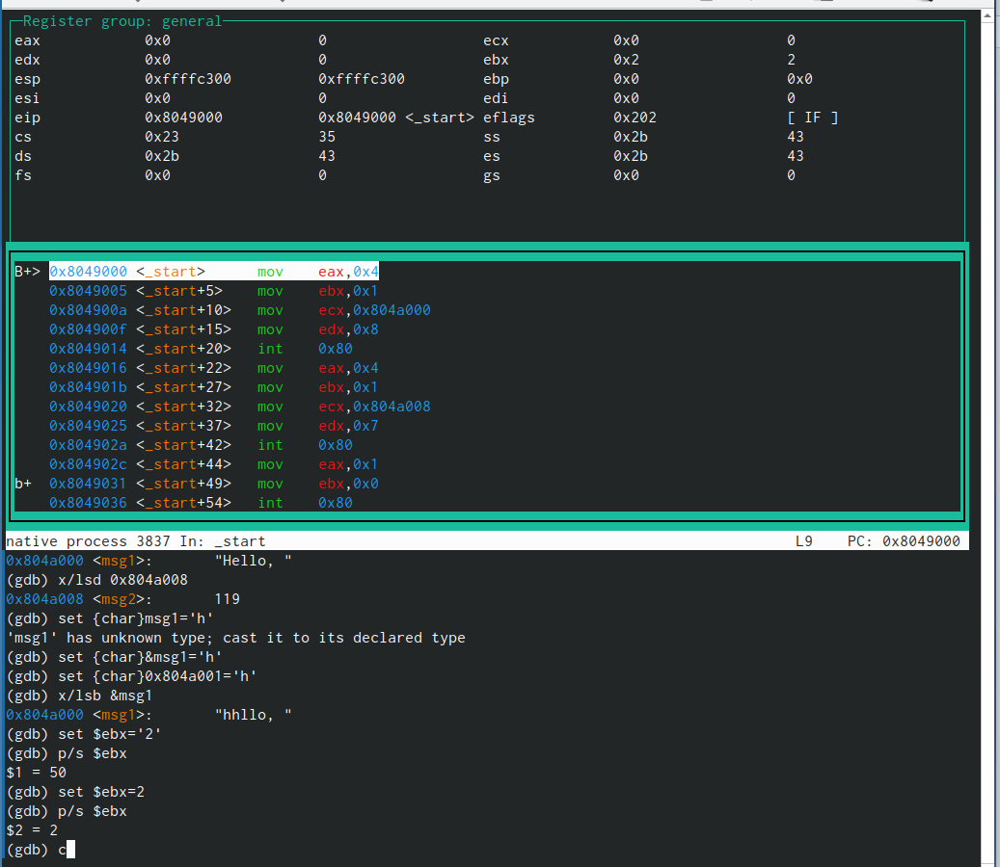 Register group: general
eax 0x0 0 ecx 0x0 0
edx 0x0 0 ebx 0x2 2
esp 0xffffc300 0xffffc300 ebp 0x0 0x0
esi 0x0 0 edi 0x0 0
eip 0x8049000 0x8049000 <_start> eflags 0x202 [ IF ]
cs 0x23 35 ss 0x2b 43
ds 0x2b 43 es 0x2b 43
fs 0x0 0 gs 0x0 0
B+> 0x8049000 <_start> mov eax,0x4
0x8049005 <_start+5> mov ebx,0x1
0x804900a <_start+10> mov ecx,0x804a000
0x804900f <_start+15> mov edx,0x8
0x8049014 <_start+20> int 0x80
0x8049016 <_start+22> mov eax,0x4
0x804901b <_start+27> mov ebx,0x1
0x8049020 <_start+32> mov ecx,0x804a008
0x8049025 <_start+37> mov edx,0x7
0x804902a <_start+42> int 0x80
0x804902c <_start+44> mov eax,0x1
b+ 0x8049031 <_start+49> mov ebx,0x0
0x8049036 <_start+54> int 0x80
native process 3837 In: _start L9 PC: 0x8049000
0x804a000 <msg1>: "Hello, "
(gdb) x/lsd 0x804a008
0x804a008 <msg2>: 119
(gdb) set {char}msg1='h'
'msg1' has unknown type; cast it to its declared type
(gdb) set {char}&msg1='h'
(gdb) set {char}0x804a001='h'
(gdb) x/lsb &msg1
0x804a000 <msg1>: "hhllo, "
(gdb) set $ebx='2'
(gdb) p/s $ebx
$1 = 50
(gdb) set $ebx=2
(gdb) p/s $ebx
$2 = 2
(gdb) c